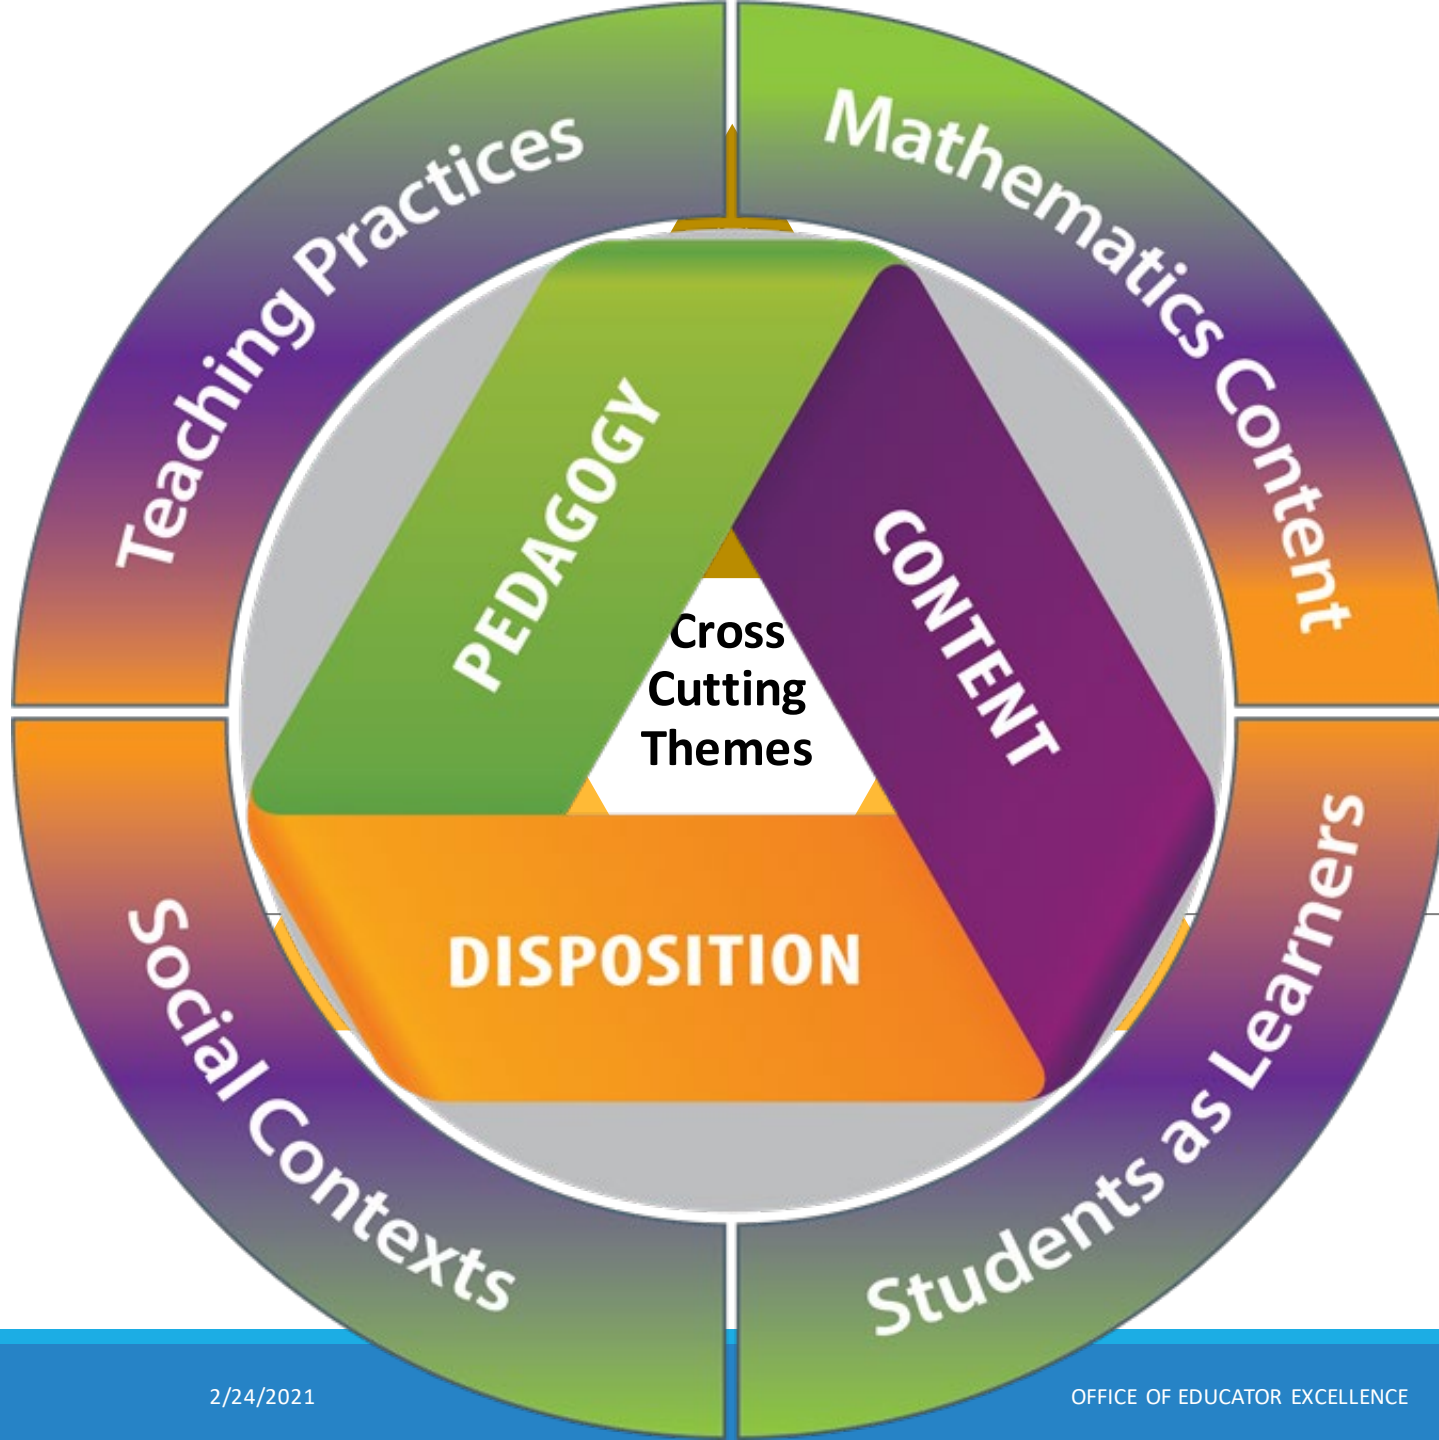 Teaching Practices
Mathematics Content
PEDAGOGY
CONTENT
Cross
Cutting
Themes
DISPOSITION
Social Contexts
Students as Learners
2/24/2021
OFFICE OF EDUCATOR EXCELLENCE